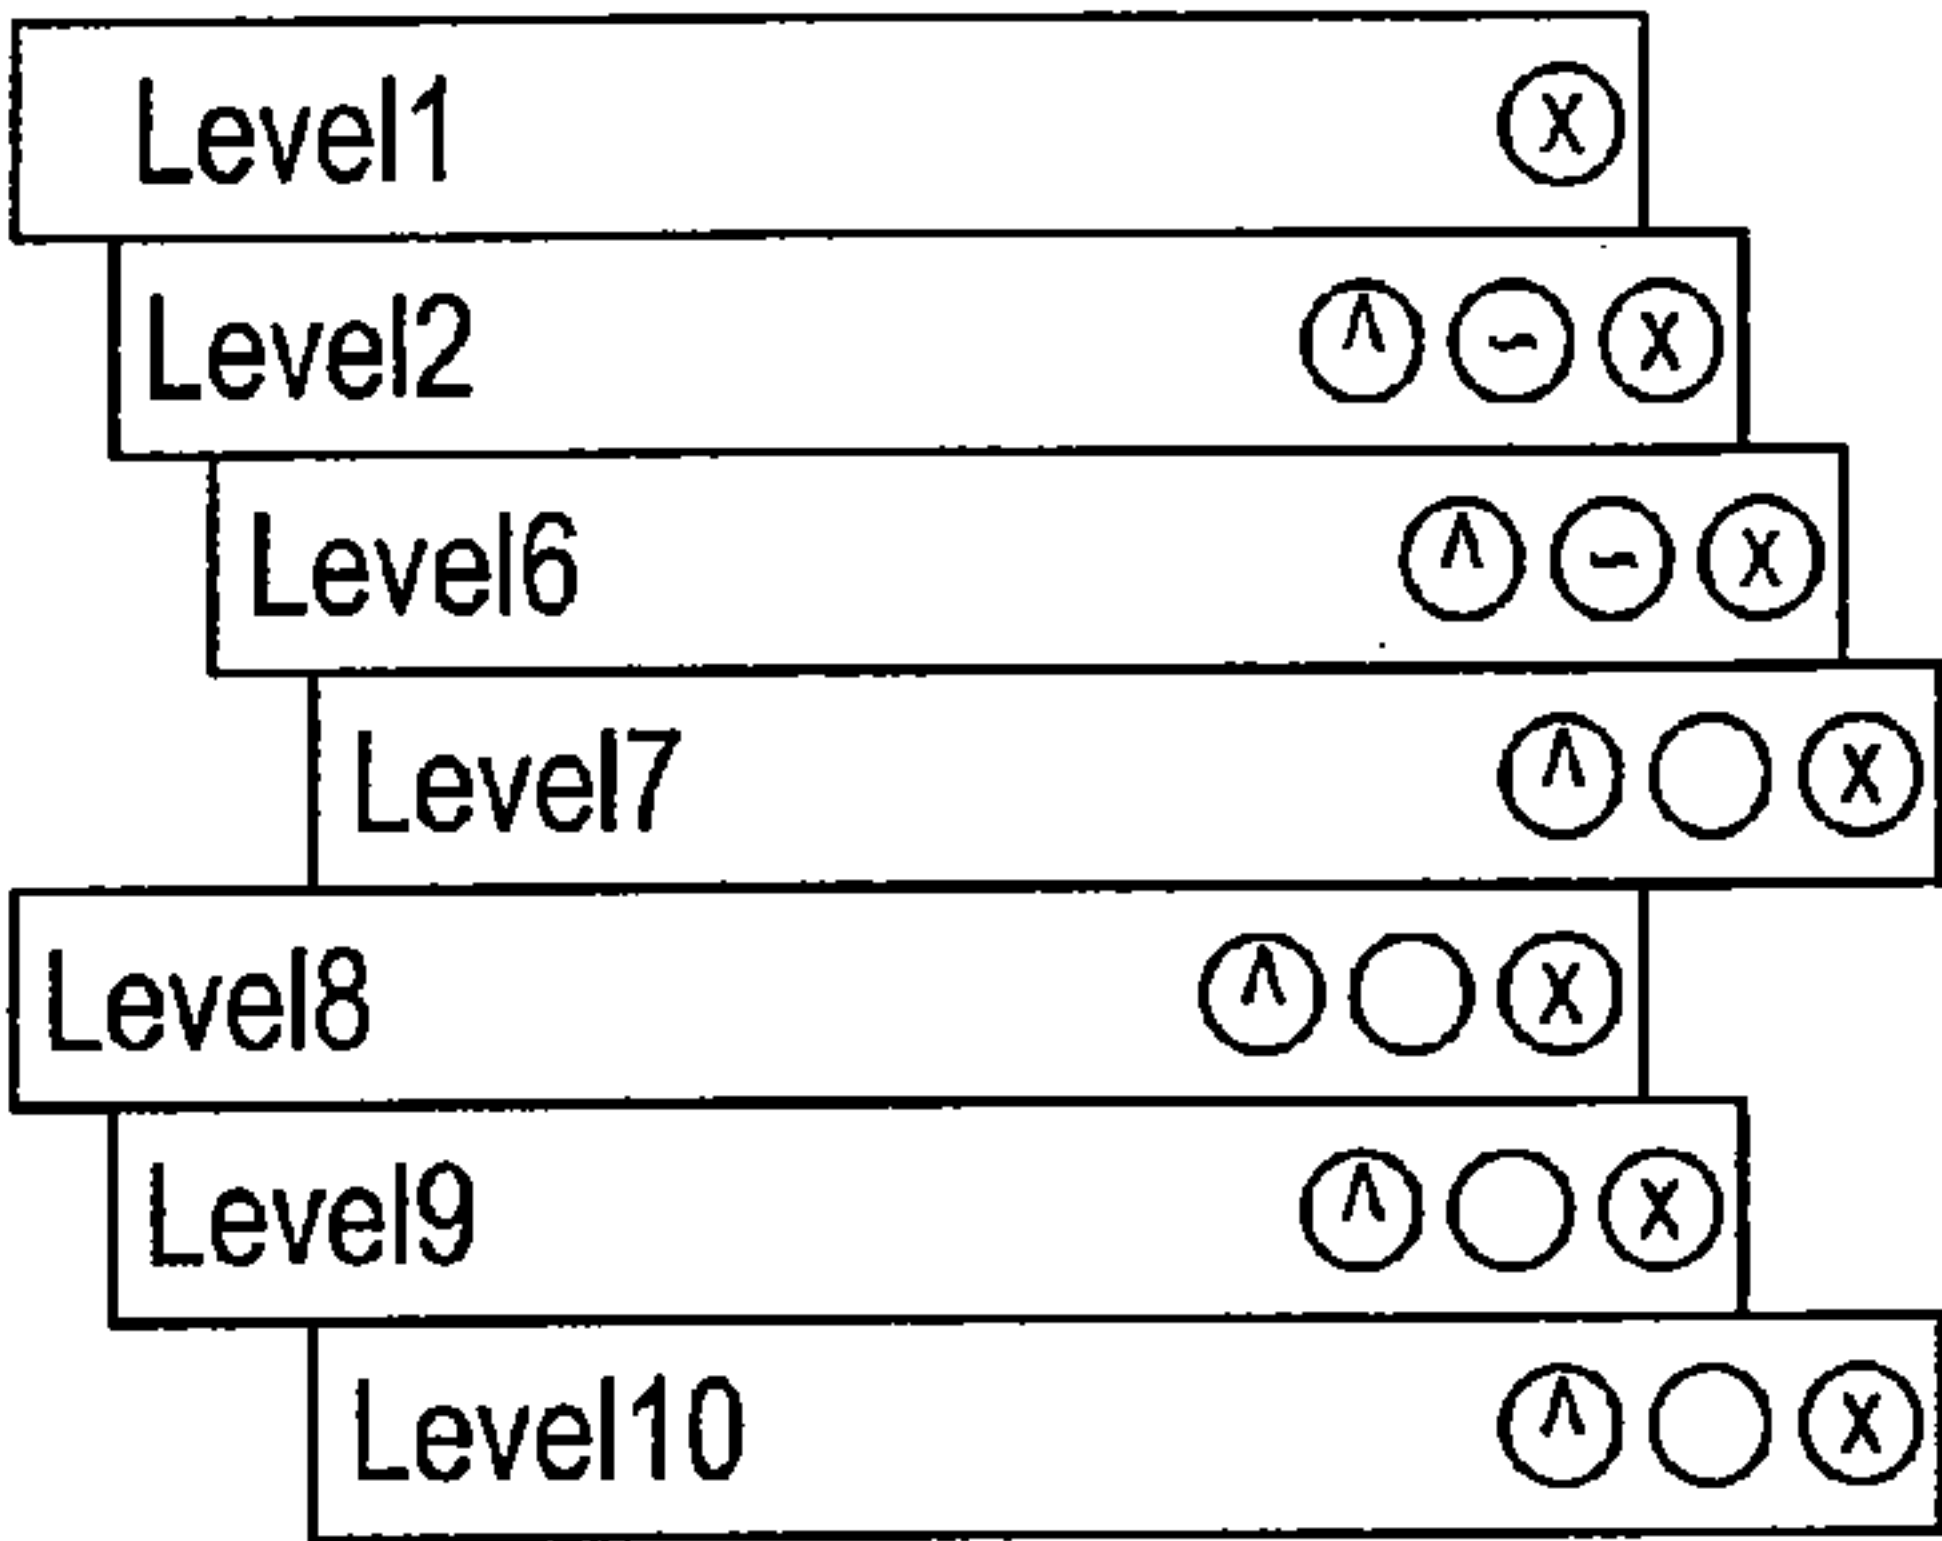 Level1 X
Level2 ^ ~ X
Level6 ^ ~ X
Level7 ^ X
Level8 ^ X
Level9 ^ X
Level10 ^ X